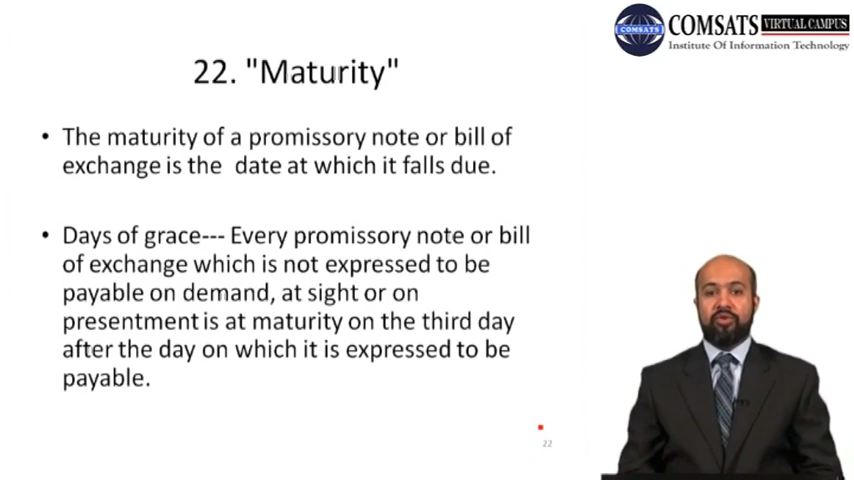 COMSATS VIRTUAL CAMPUS
Institute Of Information Technology
COMSATS
22. "Maturity"
• The maturity of a promissory note or bill of
exchange is the date at which it falls due.
• Days of grace--- Every promissory note or bill
of exchange which is not expressed to be
payable on demand, at sight or on
presentment is at maturity on the third day
after the day on which it is expressed to be
payable.
22